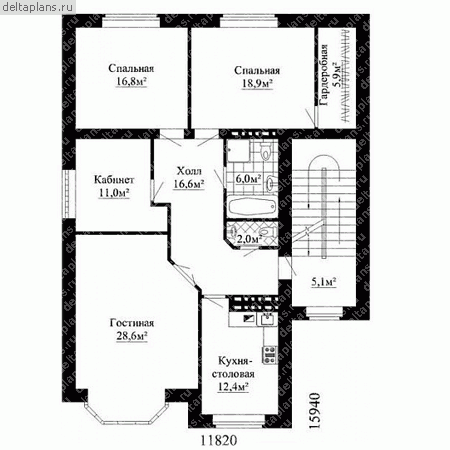 deltaplans.ru
Спальная
16,8м²
Спальная
18,9м²
Гардеробная
5,9м²
Кабинет
11,0м²
Холл
16,6м²
6,0м²
2,0м²
5,1м²
Гостиная
28,6м²
Кухня-
столовая
12,4м²
15940
11820